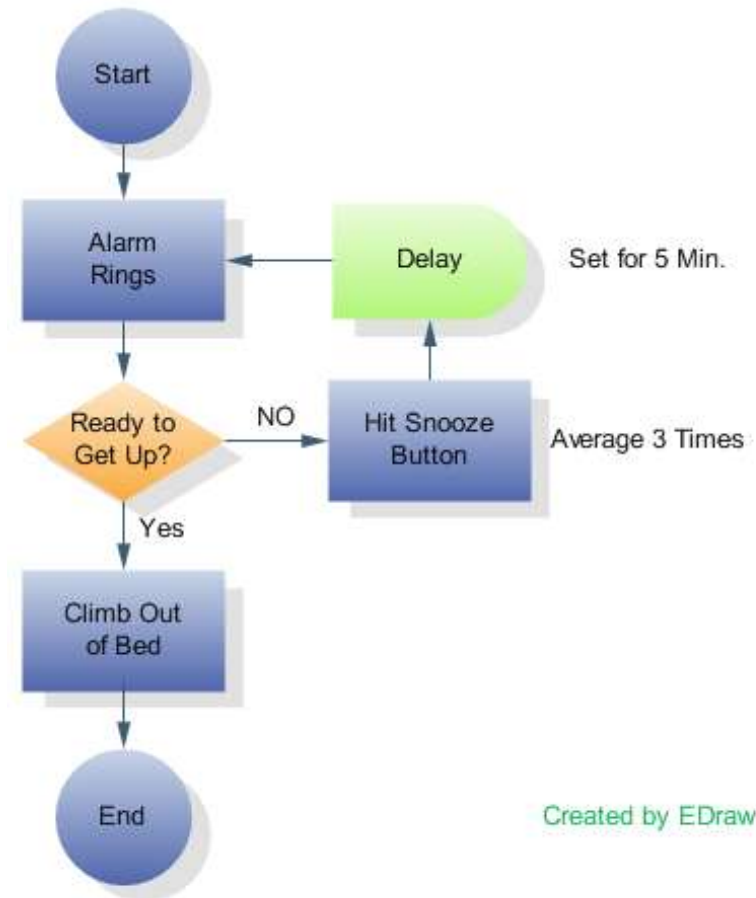 Start
Alarm
Rings
Delay
Set for 5 Min.
Ready to
Get Up?
NO
Hit Snooze
Button
Average 3 Times
Yes
Climb Out
of Bed
End
Created by EDraw